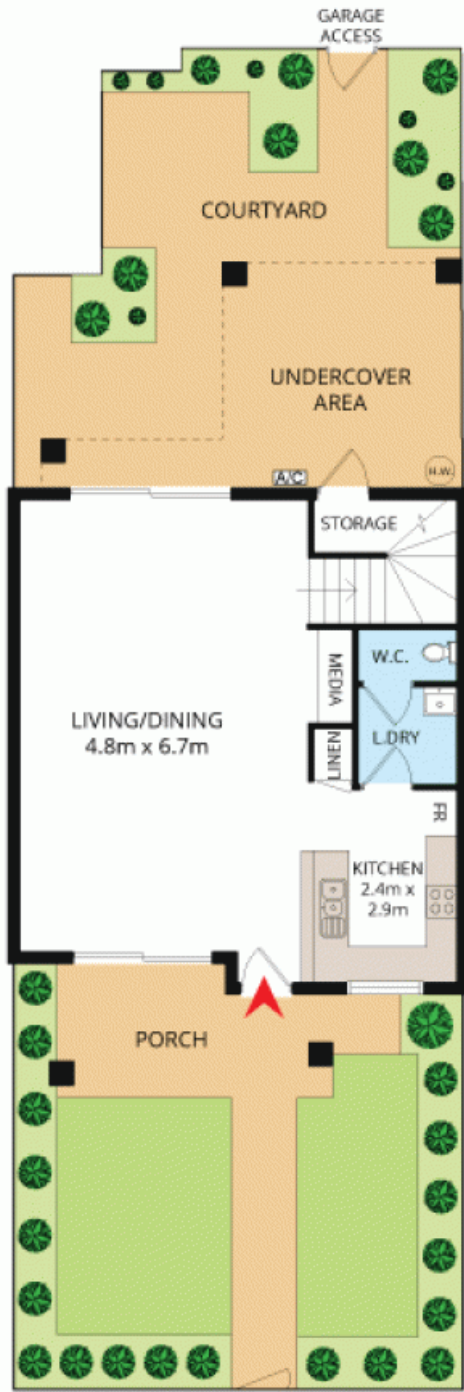 GARAGE
ACCESS
COURTYARD
UNDERCOVER
AREA
A/C
H.W.
STORAGE
W.C.
MEDIA
LIVING/DINING
4.8m x 6.7m
L.DRY
LINEN
FR
KITCHEN
2.4m x
2.9m
PORCH